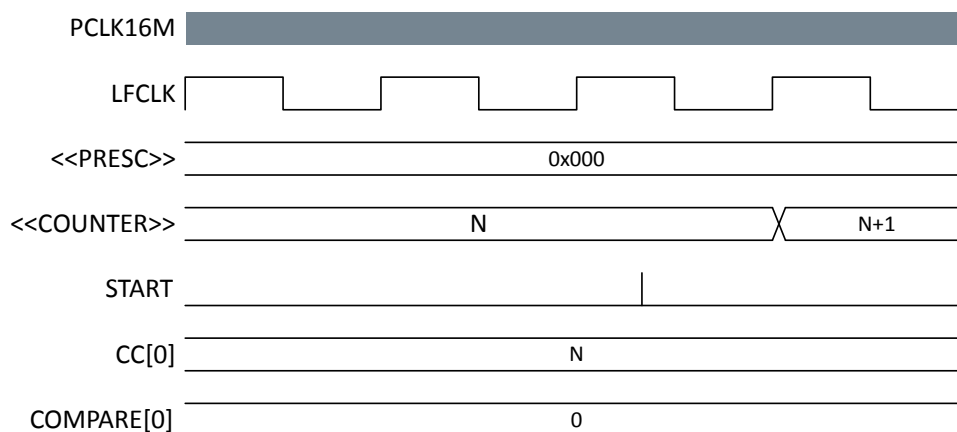 PCLK16M
LFCLK
<<PRESC>> 0x000
<<COUNTER>> N N+1
START
CC[0] N
COMPARE[0] 0